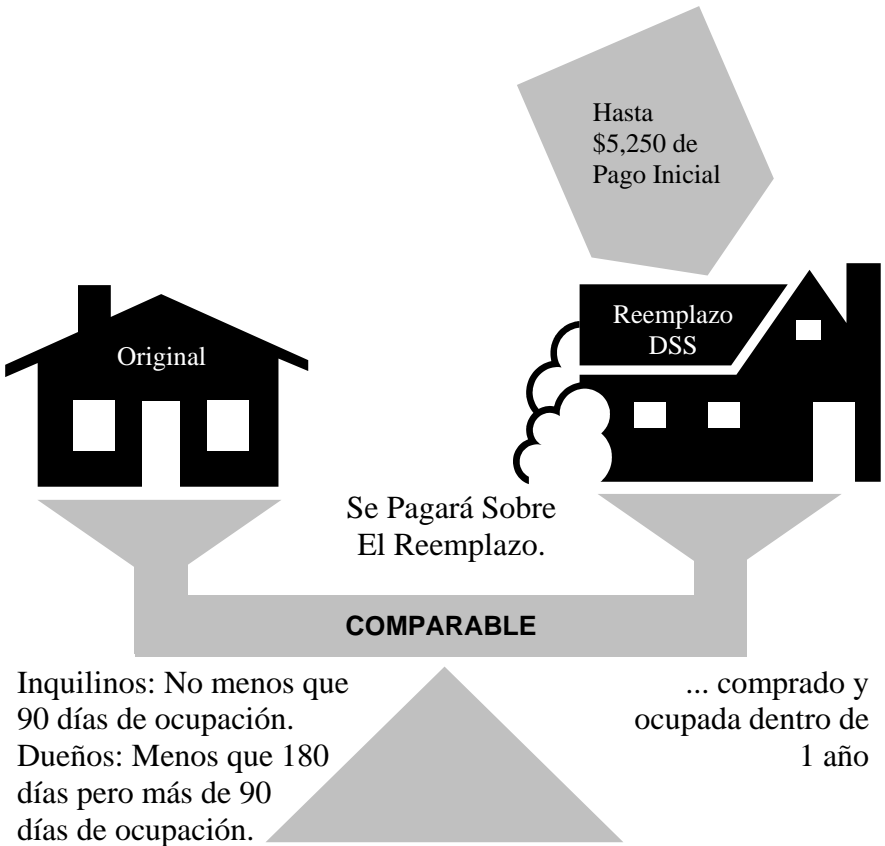 Hasta
$5,250 de
Pago Inicial
Original
Reemplazo
DSS
Se Pagará Sobre
El Reemplazo.
COMPARABLE
Inquilinos: No menos que
90 días de ocupación.
Dueños: Menos que 180
días pero más de 90
días de ocupación.
... comprado y
ocupada dentro de
1 año